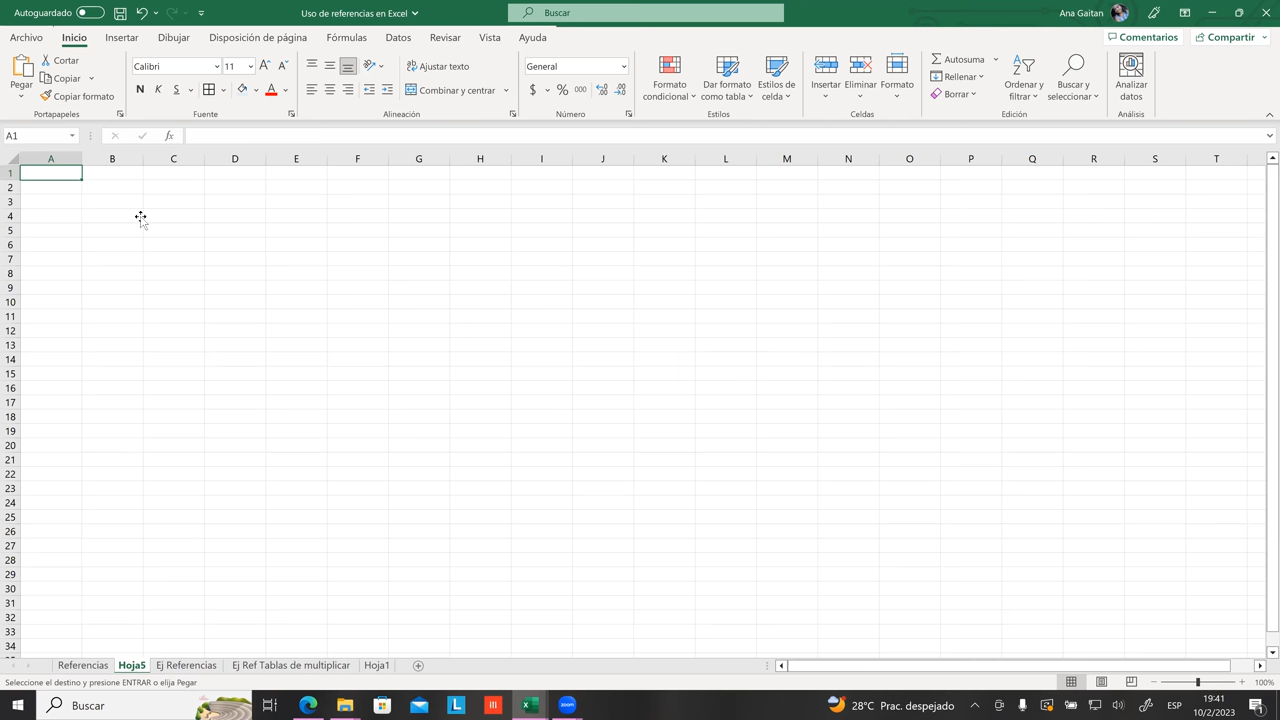 Autoguardado
Uso de referencias en Excel
Buscar
Ana Gaitan
Archivo Inicio Insertar Dibujar Disposición de página Fórmulas Datos Revisar Vista Ayuda
Comentarios Compartir
Pegar
Cortar
Copiar
Copiar formato
Portapapeles
Calibri 11
N K S
Fuente
Ajustar texto
Combinar y centrar
Alineación
General
$ % 000
Número
Formato condicional
Dar formato como tabla
Estilos de celda
Estilos
Insertar Eliminar Formato
Celdas
Autosuma
Rellenar
Borrar
Ordenar y filtrar
Buscar y seleccionar
Edición
Analizar datos
Análisis
A1
fx
A B C D E F G H I J K L M N O P Q R S T
1
2
3
4
5
6
7
8
9
10
11
12
13
14
15
16
17
18
19
20
21
22
23
24
25
26
27
28
29
30
31
32
33
34
Referencias Hoja5 Ej Referencias Ej Ref Tablas de multiplicar Hoja1
Seleccione el destino y presione ENTRAR o elija Pegar
100%
Buscar
28°C Prac. despejado
ESP
19:41
10/2/2023